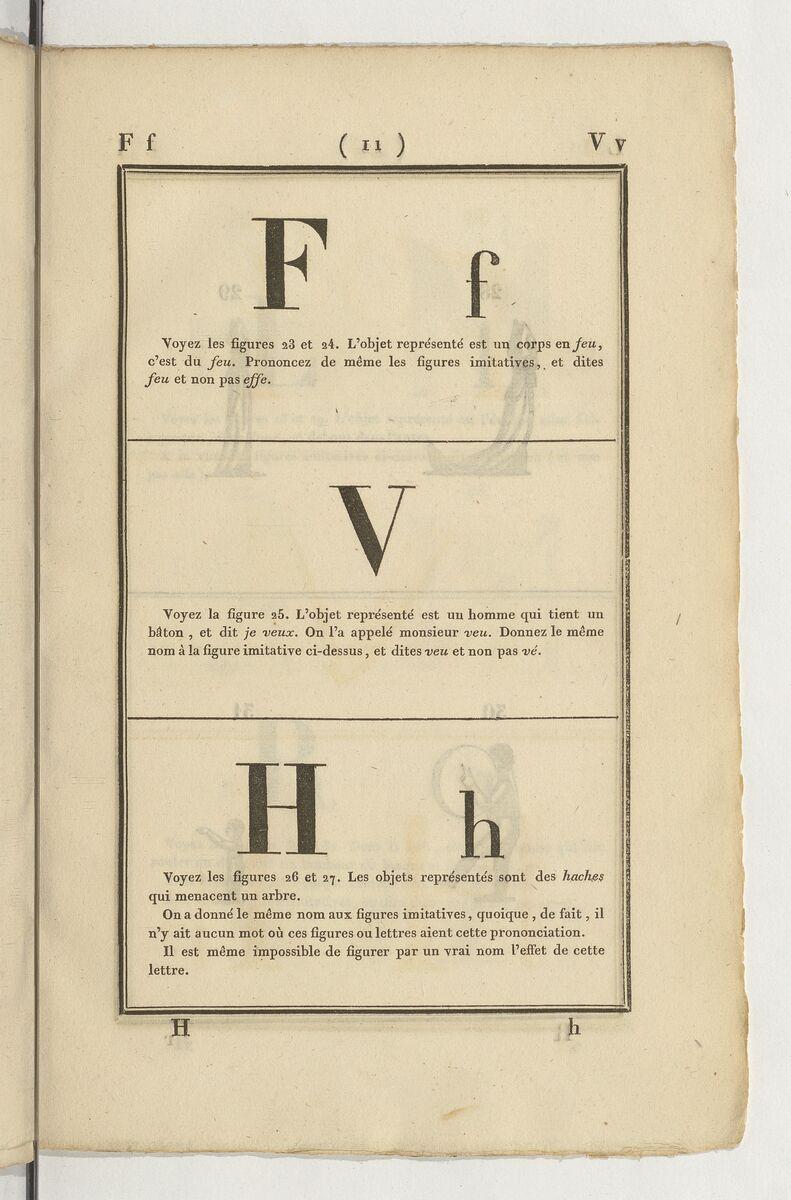 F f ( 11 ) V v
F f
Voyez les figures 23 et 24. L'objet représenté est un corps en feu,
c'est du feu. Prononcez de même les figures imitatives, et dites
feu et non pas effe.
V
Voyez la figure 25. L'objet représenté est un homme qui tient un
bâton , et dit je veux. On l'a appelé monsieur veu. Donnez le même
nom à la figure imitative ci-dessus , et dites veu et non pas vé.
H h
Voyez les figures 26 et 27. Les objets représentés sont des haches
qui menacent un arbre.
On a donné le même nom aux figures imitatives , quoique , de fait , il
n'y ait aucun mot où ces figures ou lettres aient cette prononciation.
Il est même impossible de figurer par un vrai nom l'effet de cette
lettre.
H h